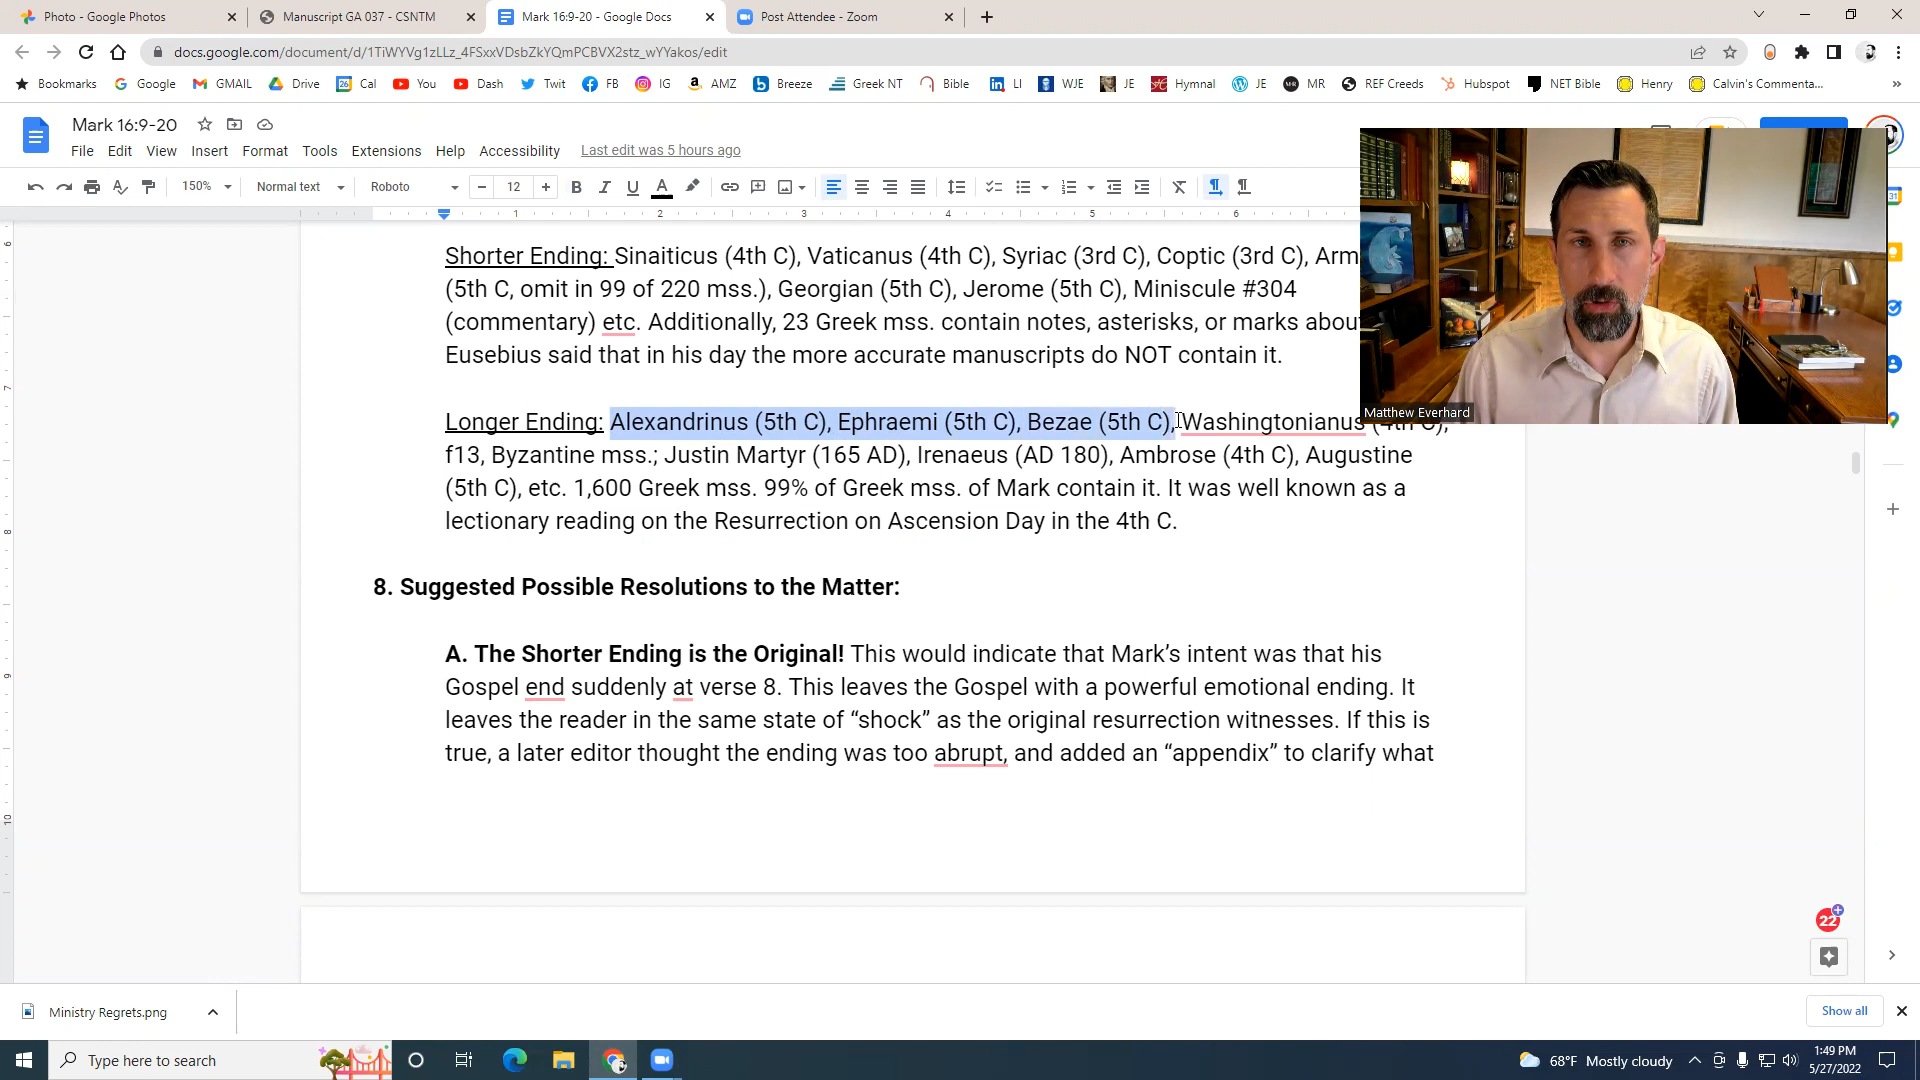 Photo - Google Photos
Manuscript GA 037 - CSNTM
Mark 16:9-20 - Google Docs
Post Attendee - Zoom
docs.google.com/document/d/1TiWYVg1zLLz_4FSxxVDsbZkYQmPCBVX2stz_wYYakos/edit
Bookmarks Google GMAIL Drive Cal You Dash Twit FB IG AMZ Breeze Greek NT Bible LI WJE JE Hymnal JE MR REF Creeds Hubspot NET Bible Henry Calvin's Commenta...
Mark 16:9-20
File Edit View Insert Format Tools Extensions Help Accessibility Last edit was 5 hours ago
150% Normal text Roboto 12
1 2 3 4 5 6
Shorter Ending: Sinaiticus (4th C), Vaticanus (4th C), Syriac (3rd C), Coptic (3rd C), Arm
(5th C, omit in 99 of 220 mss.), Georgian (5th C), Jerome (5th C), Miniscule #304
(commentary) etc. Additionally, 23 Greek mss. contain notes, asterisks, or marks about
Eusebius said that in his day the more accurate manuscripts do NOT contain it.
Longer Ending: Alexandrinus (5th C), Ephraemi (5th C), Bezae (5th C), Washingtonianus (4th C),
f13, Byzantine mss.; Justin Martyr (165 AD), Irenaeus (AD 180), Ambrose (4th C), Augustine
(5th C), etc. 1,600 Greek mss. 99% of Greek mss. of Mark contain it. It was well known as a
lectionary reading on the Resurrection on Ascension Day in the 4th C.
8. Suggested Possible Resolutions to the Matter:
A. The Shorter Ending is the Original! This would indicate that Mark's intent was that his
Gospel end suddenly at verse 8. This leaves the Gospel with a powerful emotional ending. It
leaves the reader in the same state of “shock” as the original resurrection witnesses. If this is
true, a later editor thought the ending was too abrupt, and added an “appendix” to clarify what
Matthew Everhard
22
Ministry Regrets.png
Show all
Type here to search
68°F Mostly cloudy
1:49 PM
5/27/2022